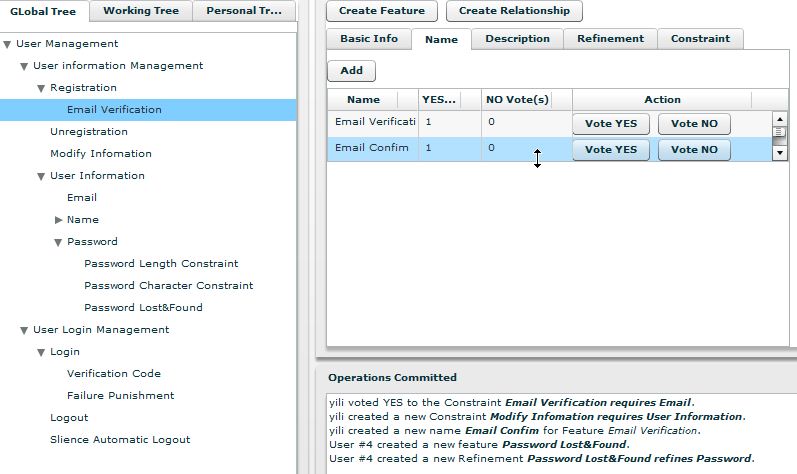 GLobal Tree Working Tree Personal Tr...
User Management
User information Management
Registration
Email Verification
Unregistration
Modify Infomation
User Information
Email
Name
Password
Password Length Constraint
Password Character Constraint
Password Lost&Found
User Login Management
Login
Verification Code
Failure Punishment
Logout
Slience Automatic Logout
Create Feature Create Relationship
Basic Info Name Description Refinement Constraint
Add
Name YES... NO Vote(s) Action
Email Verificati 1 0 Vote YES Vote NO
Email Confim 1 0 Vote YES Vote NO
Operations Committed
yili voted YES to the Constraint Email Verification requires Email.
yili created a new Constraint Modify Infomation requires User Information.
yili created a new name Email Confim for Feature Email Verification.
User #4 created a new feature Password Lost&Found.
User #4 created a new Refinement Password Lost&Found refines Password.